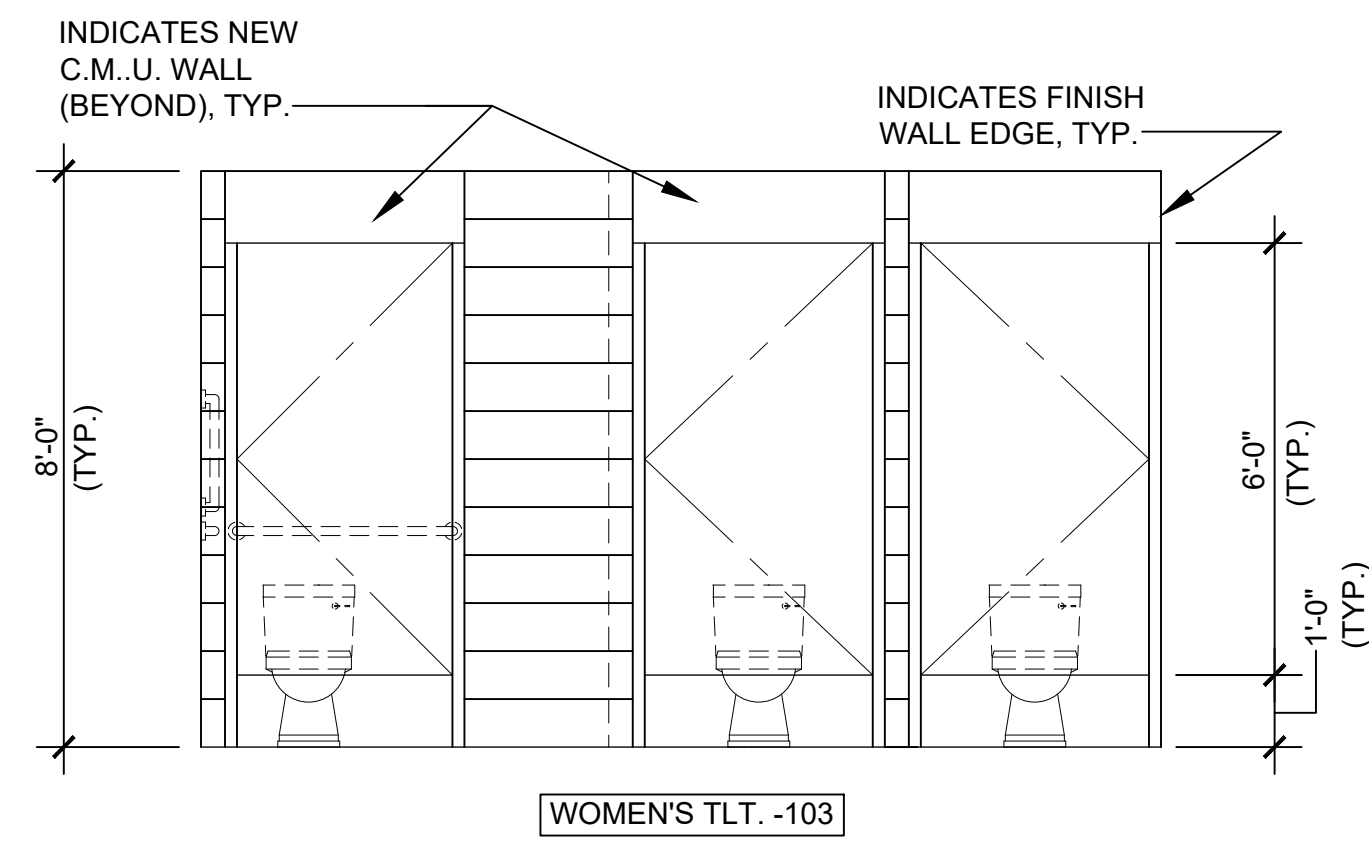 INDICATES NEW
C.M..U. WALL
(BEYOND), TYP.
INDICATES FINISH
WALL EDGE, TYP.
8'-0"
(TYP.)
6'-0"
(TYP.)
1'-0"
(TYP.)
WOMEN'S TLT. -103